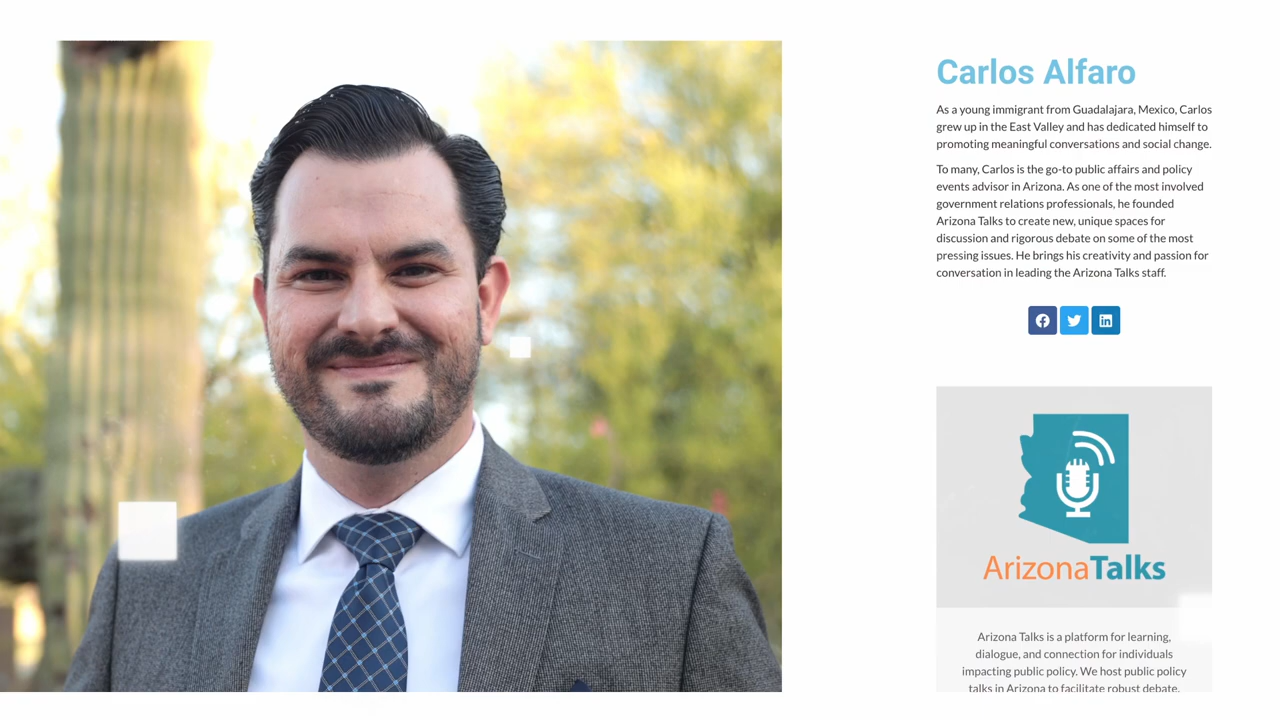 Carlos Alfaro
As a young immigrant from Guadalajara, Mexico, Carlos
grew up in the East Valley and has dedicated himself to
promoting meaningful conversations and social change.
To many, Carlos is the go-to public affairs and policy
events advisor in Arizona. As one of the most involved
government relations professionals, he founded
Arizona Talks to create new, unique spaces for
discussion and rigorous debate on some of the most
pressing issues. He brings his creativity and passion for
conversation in leading the Arizona Talks staff.
ArizonaTalks
Arizona Talks is a platform for learning,
dialogue, and connection for individuals
impacting public policy. We host public policy
talks in Arizona to facilitate robust debate.